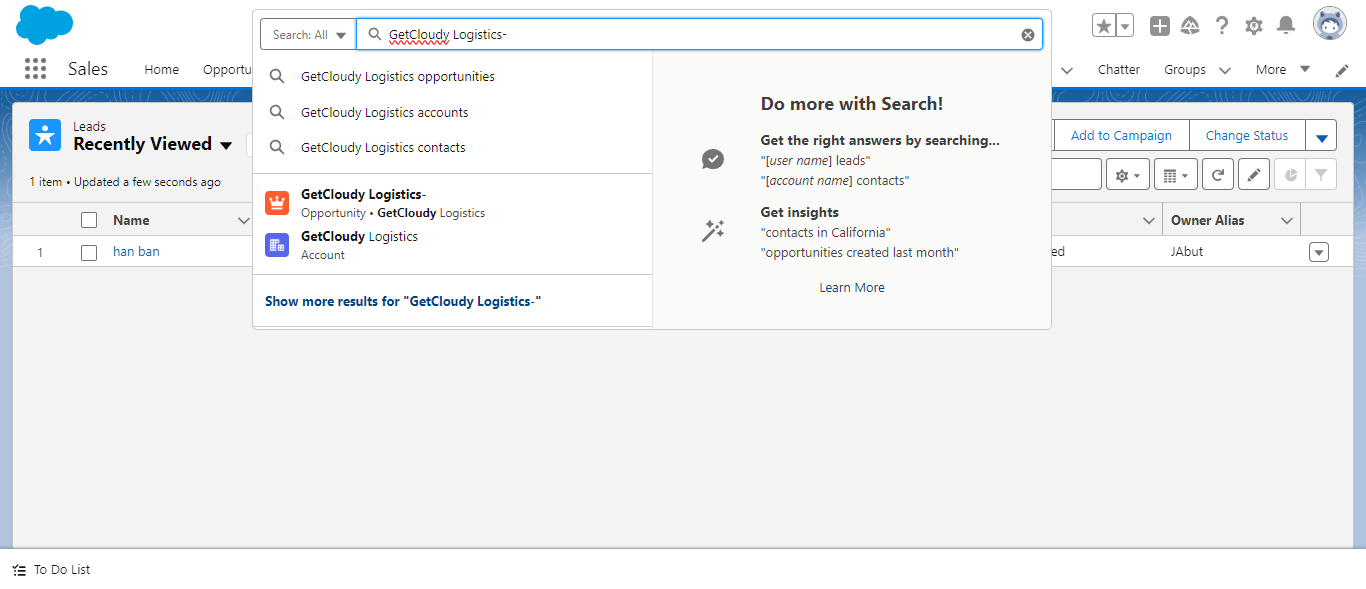 Search: All
GetCloudy Logistics-
Sales
Home
Opportu
Chatter
Groups
More
GetCloudy Logistics opportunities
GetCloudy Logistics accounts
GetCloudy Logistics contacts
GetCloudy Logistics-
Opportunity • GetCloudy Logistics
GetCloudy Logistics
Account
Show more results for "GetCloudy Logistics-"
Do more with Search!
Get the right answers by searching...
"[user name] leads"
"[account name] contacts"
Get insights
"contacts in California"
"opportunities created last month"
Learn More
Leads
Recently Viewed
Add to Campaign
Change Status
1 item • Updated a few seconds ago
Name
Owner Alias
1
han ban
ed
JAbut
To Do List